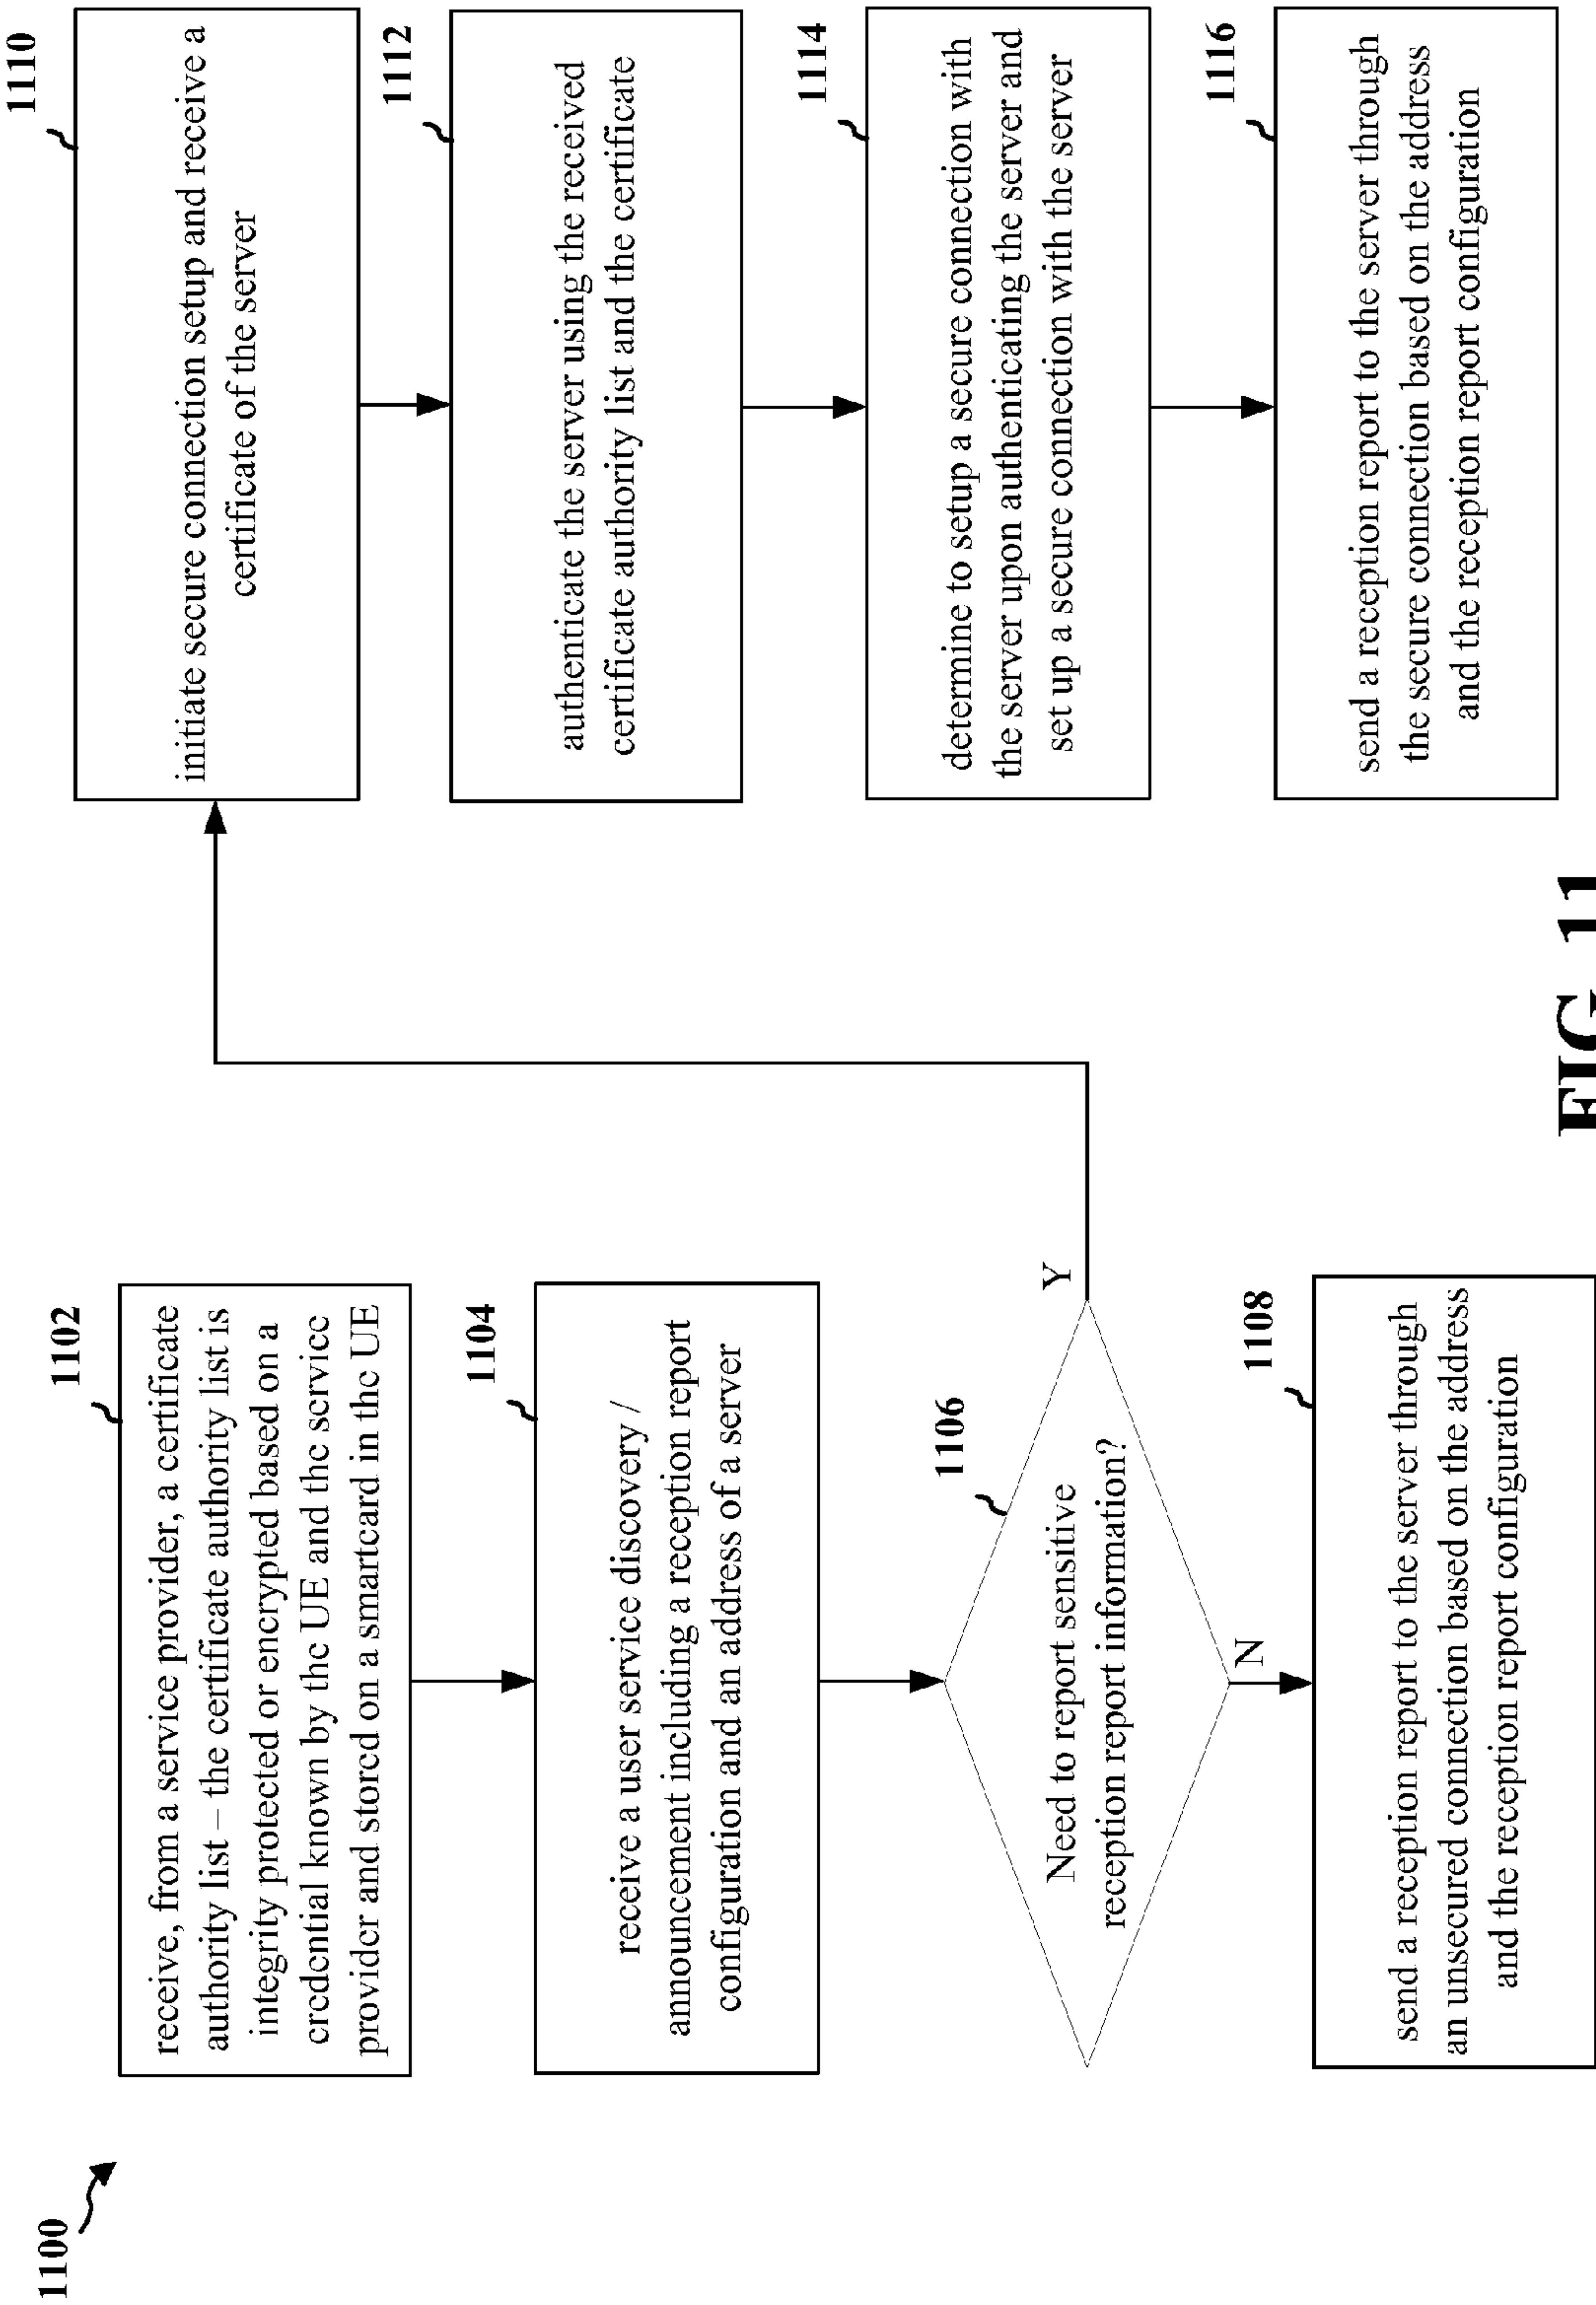 1100
1102
receive, from a service provider, a certificate
authority list – the certificate authority list is
integrity protected or encrypted based on a
credential known by the UE and the service
provider and stored on a smartcard in the UE
1104
receive a user service discovery /
announcement including a reception report
configuration and an address of a server
1106
Need to report sensitive
reception report information?
Y
N
1108
send a reception report to the server through
an unsecured connection based on the address
and the reception report configuration
1110
initiate secure connection setup and receive a
certificate of the server
1112
authenticate the server using the received
certificate authority list and the certificate
1114
determine to setup a secure connection with
the server upon authenticating the server and
set up a secure connection with the server
1116
send a reception report to the server through
the secure connection based on the address
and the reception report configuration
FIG. 11